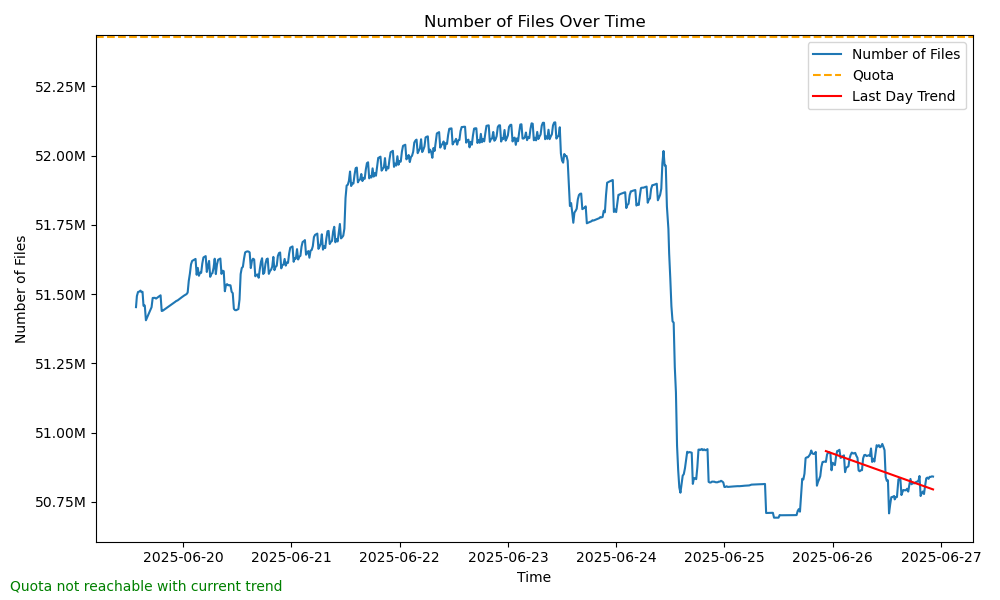 Number of Files Over Time
Number of Files
Quota
Last Day Trend
Number of Files
52.25M
52.00M
51.75M
51.50M
51.25M
51.00M
50.75M
2025-06-20
2025-06-21
2025-06-22
2025-06-23
2025-06-24
2025-06-25
2025-06-26
2025-06-27
Time
Quota not reachable with current trend